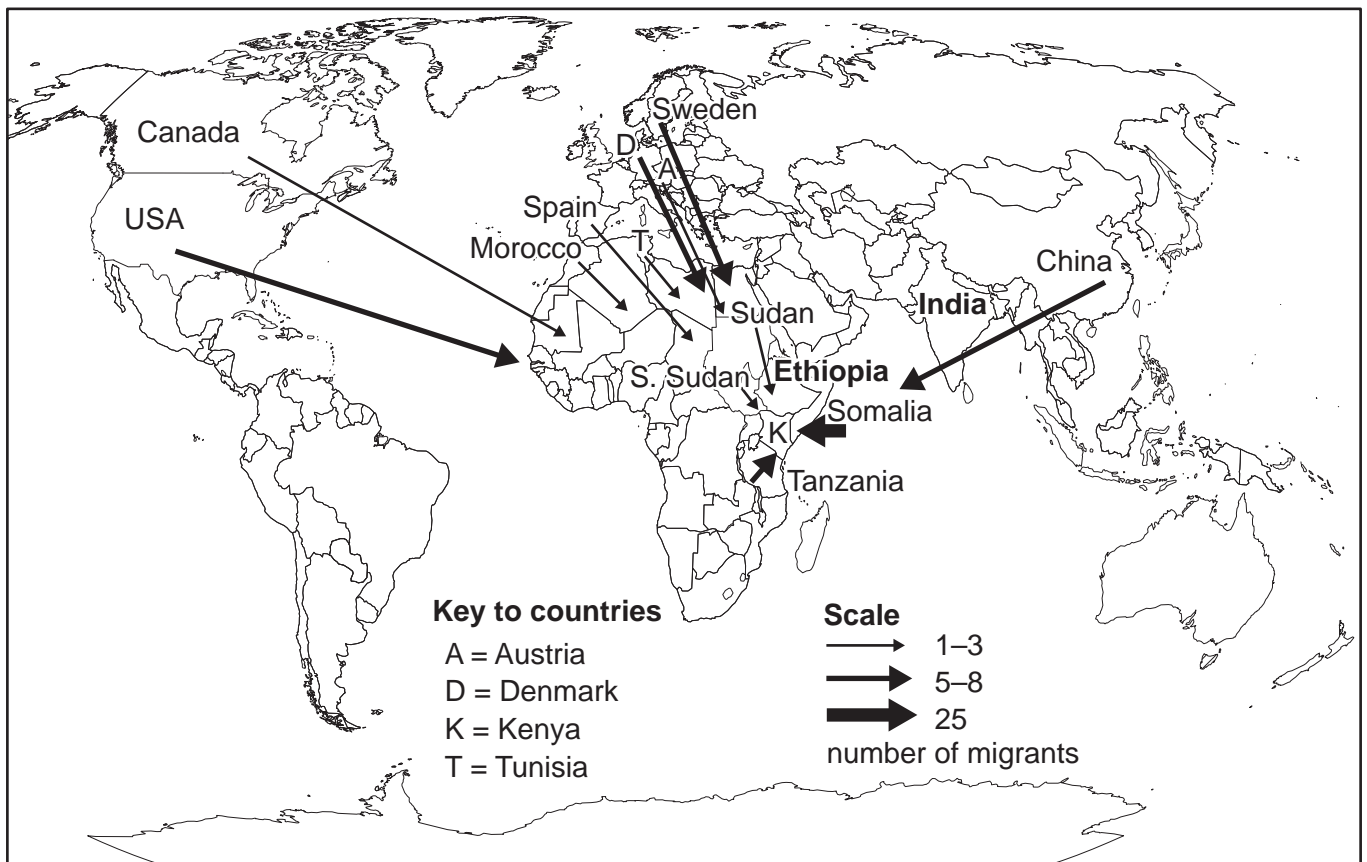 Sweden
Canada
D
A
USA
Spain
T
Morocco
China
India
Sudan
Ethiopia
S. Sudan
Somalia
K
Tanzania
Key to countries
A = Austria
D = Denmark
K = Kenya
T = Tunisia
Scale
1–3
5–8
25
number of migrants